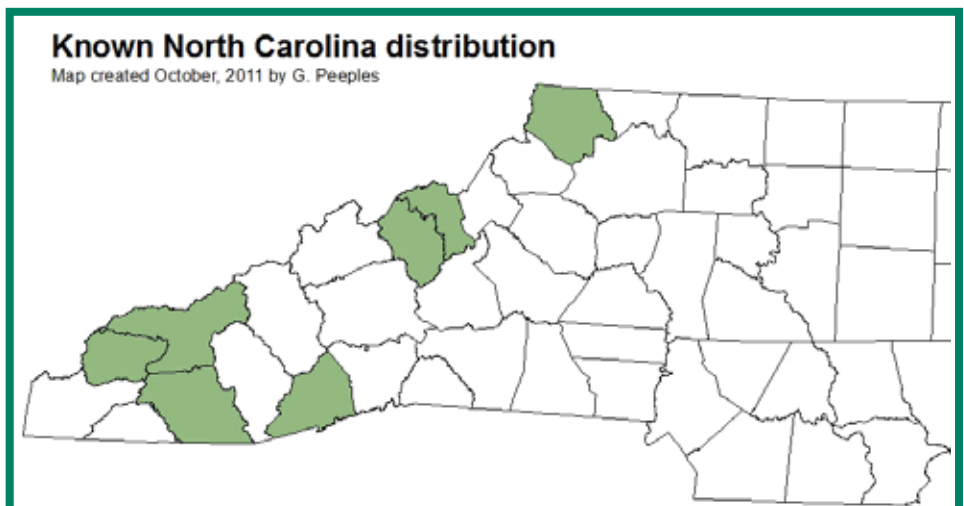 Known North Carolina distribution
Map created October, 2011 by G. Peeples